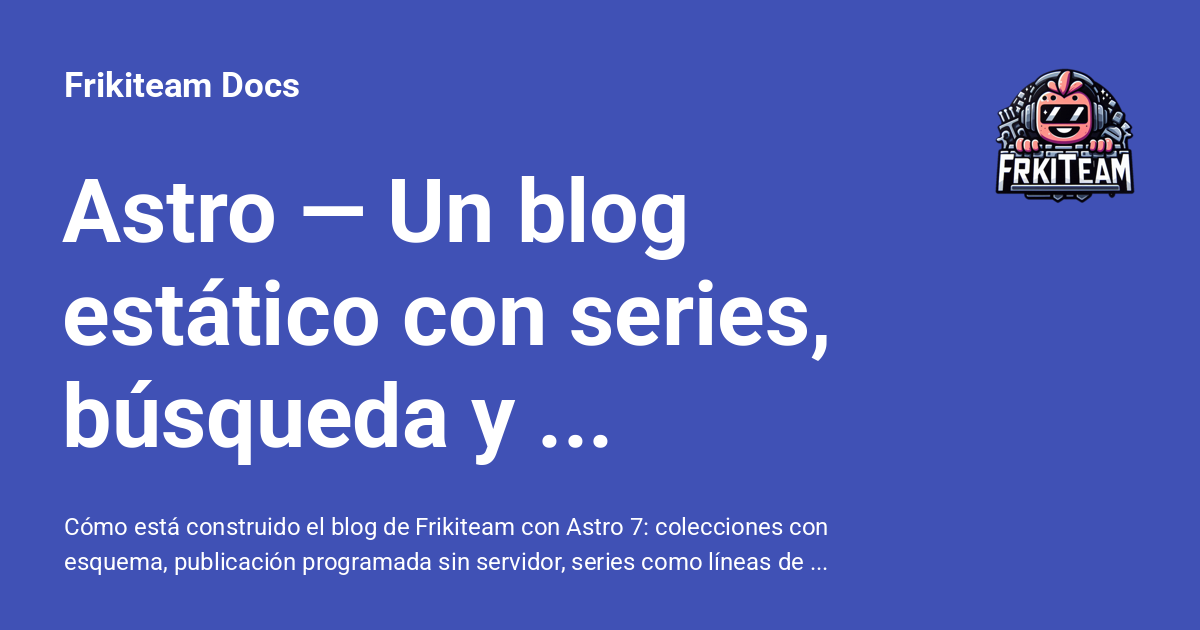 Frikiteam Docs
FRKITEAM
Astro — Un blog
estático con series,
búsqueda y ...
Cómo está construido el blog de Frikiteam con Astro 7: colecciones con
esquema, publicación programada sin servidor, series como líneas de ...